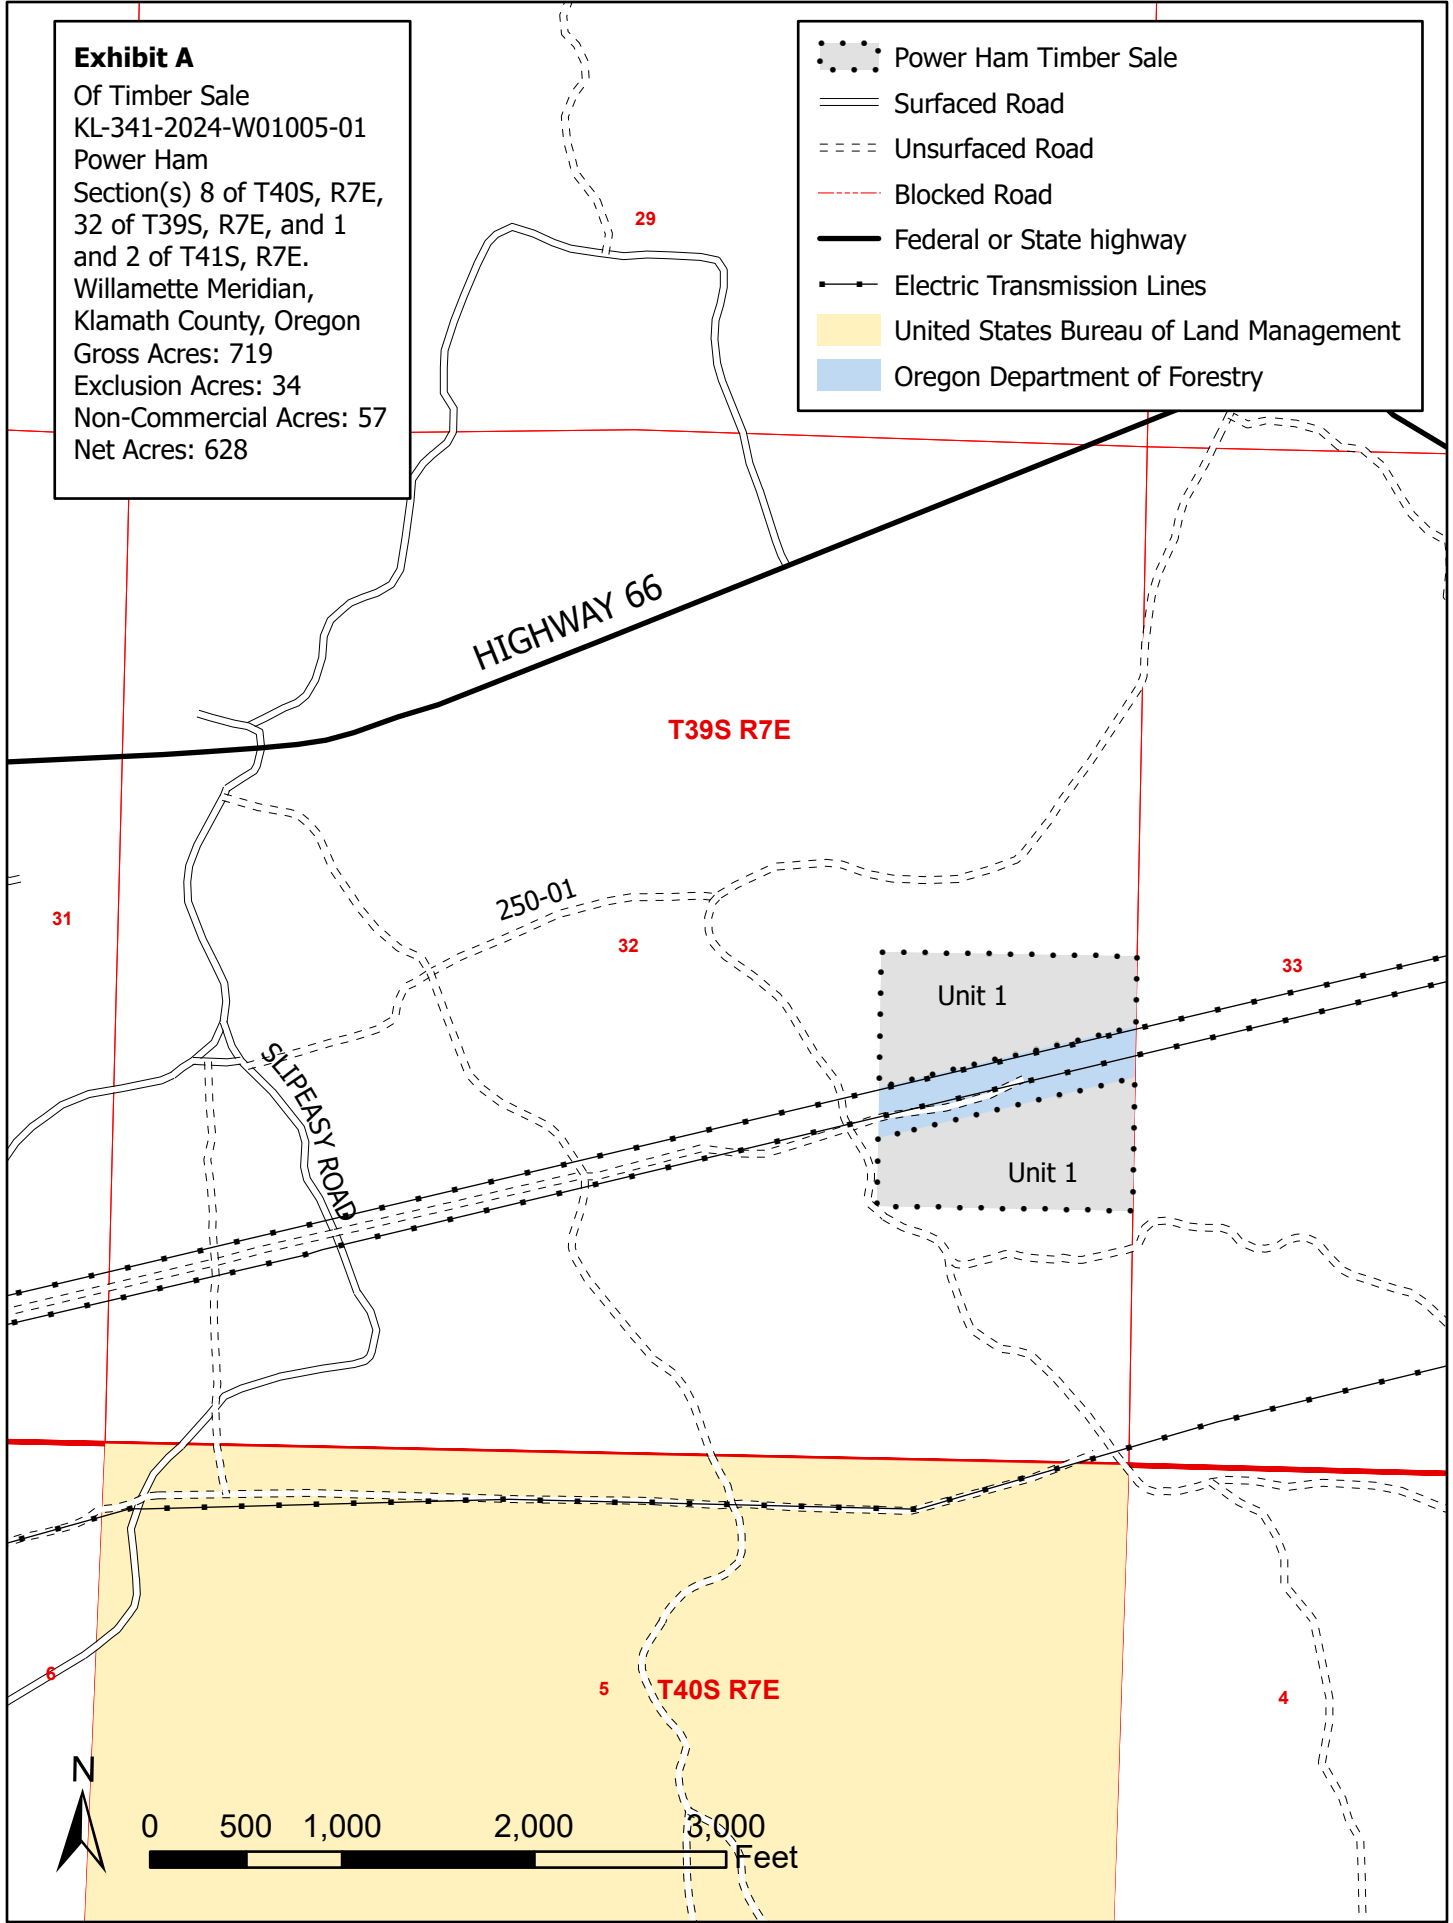 Exhibit A
Of Timber Sale
KL-341-2024-W01005-01
Power Ham
Section(s) 8 of T40S, R7E,
32 of T39S, R7E, and 1
and 2 of T41S, R7E.
Willamette Meridian,
Klamath County, Oregon
Gross Acres: 719
Exclusion Acres: 34
Non-Commercial Acres: 57
Net Acres: 628
Power Ham Timber Sale
Surfaced Road
Unsurfaced Road
Blocked Road
Federal or State highway
Electric Transmission Lines
United States Bureau of Land Management
Oregon Department of Forestry
29
HIGHWAY 66
T39S R7E
250-01
31
32
33
Unit 1
SLIPEASY ROAD
Unit 1
6
5
T40S R7E
4
N
0 500 1,000 2,000 3,000
Feet